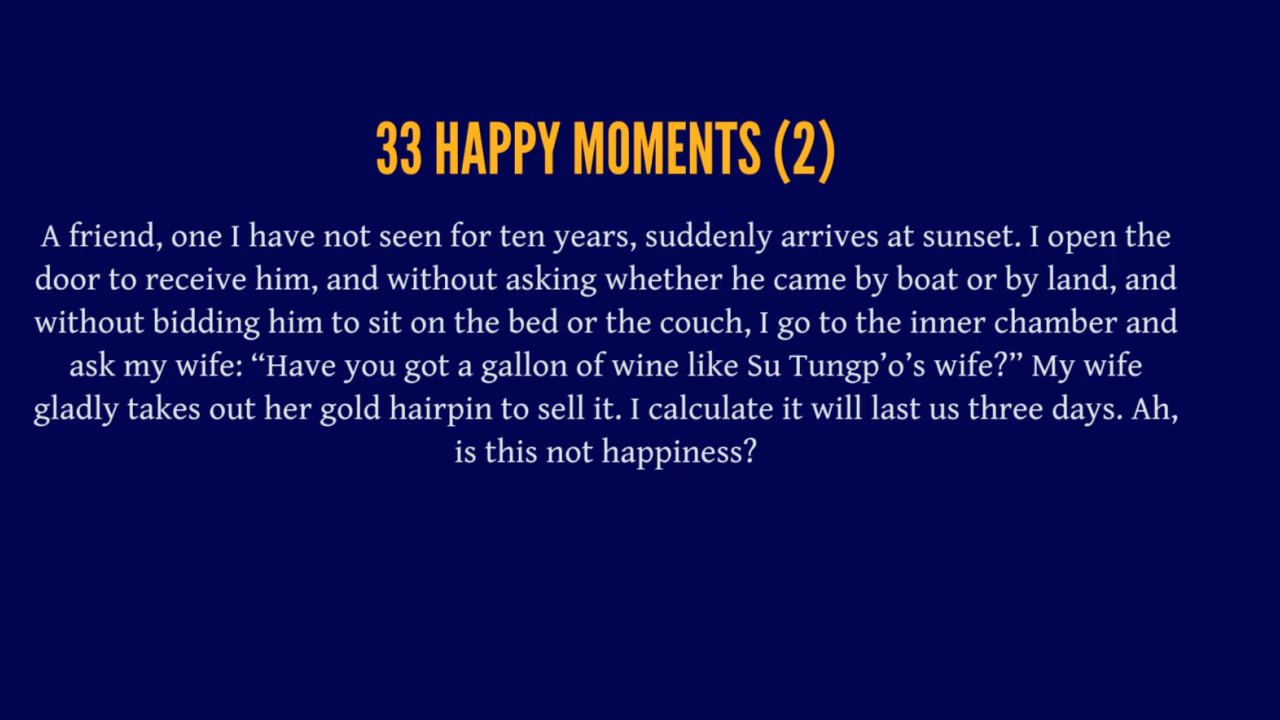 33 HAPPY MOMENTS (2)
A friend, one I have not seen for ten years, suddenly arrives at sunset. I open the
door to receive him, and without asking whether he came by boat or by land, and
without bidding him to sit on the bed or the couch, I go to the inner chamber and
ask my wife: “Have you got a gallon of wine like Su Tungp’o’s wife?” My wife
gladly takes out her gold hairpin to sell it. I calculate it will last us three days. Ah,
is this not happiness?